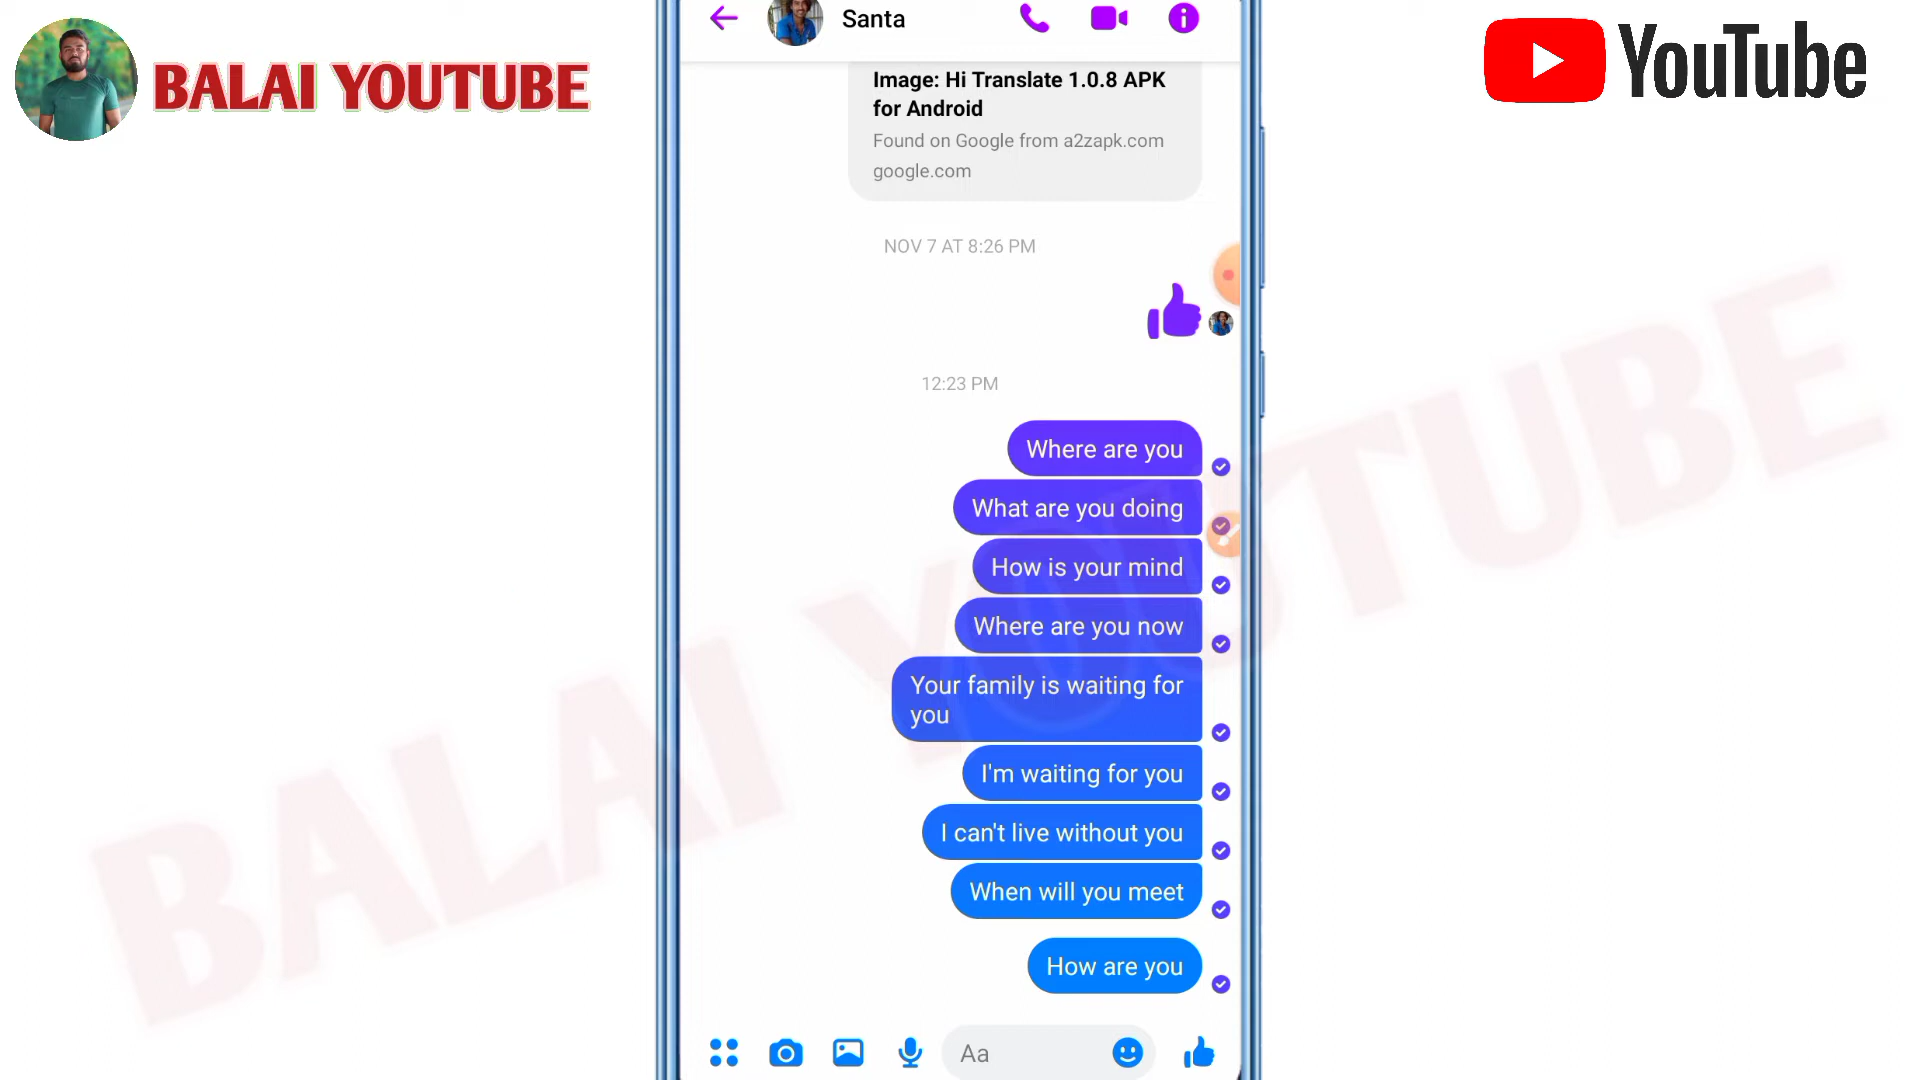 BALAI YOUTUBE
YouTube
Santa
Image: Hi Translate 1.0.8 APK
for Android
Found on Google from a2zapk.com
google.com
NOV 7 AT 8:26 PM
12:23 PM
Where are you
What are you doing
How is your mind
Where are you now
Your family is waiting for
you
I'm waiting for you
I can't live without you
When will you meet
How are you
Aa
BALAI YOUTUBE